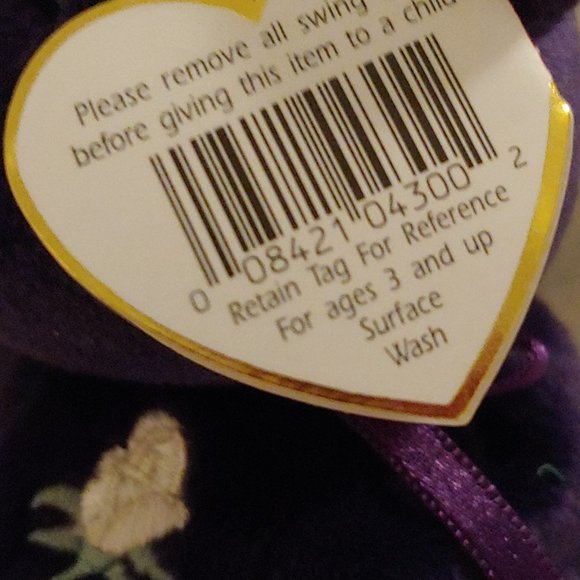 Please remove all swing
before giving this item to a child
0 08421 04300 2
Retain Tag For Reference
For ages 3 and up
Surface
Wash